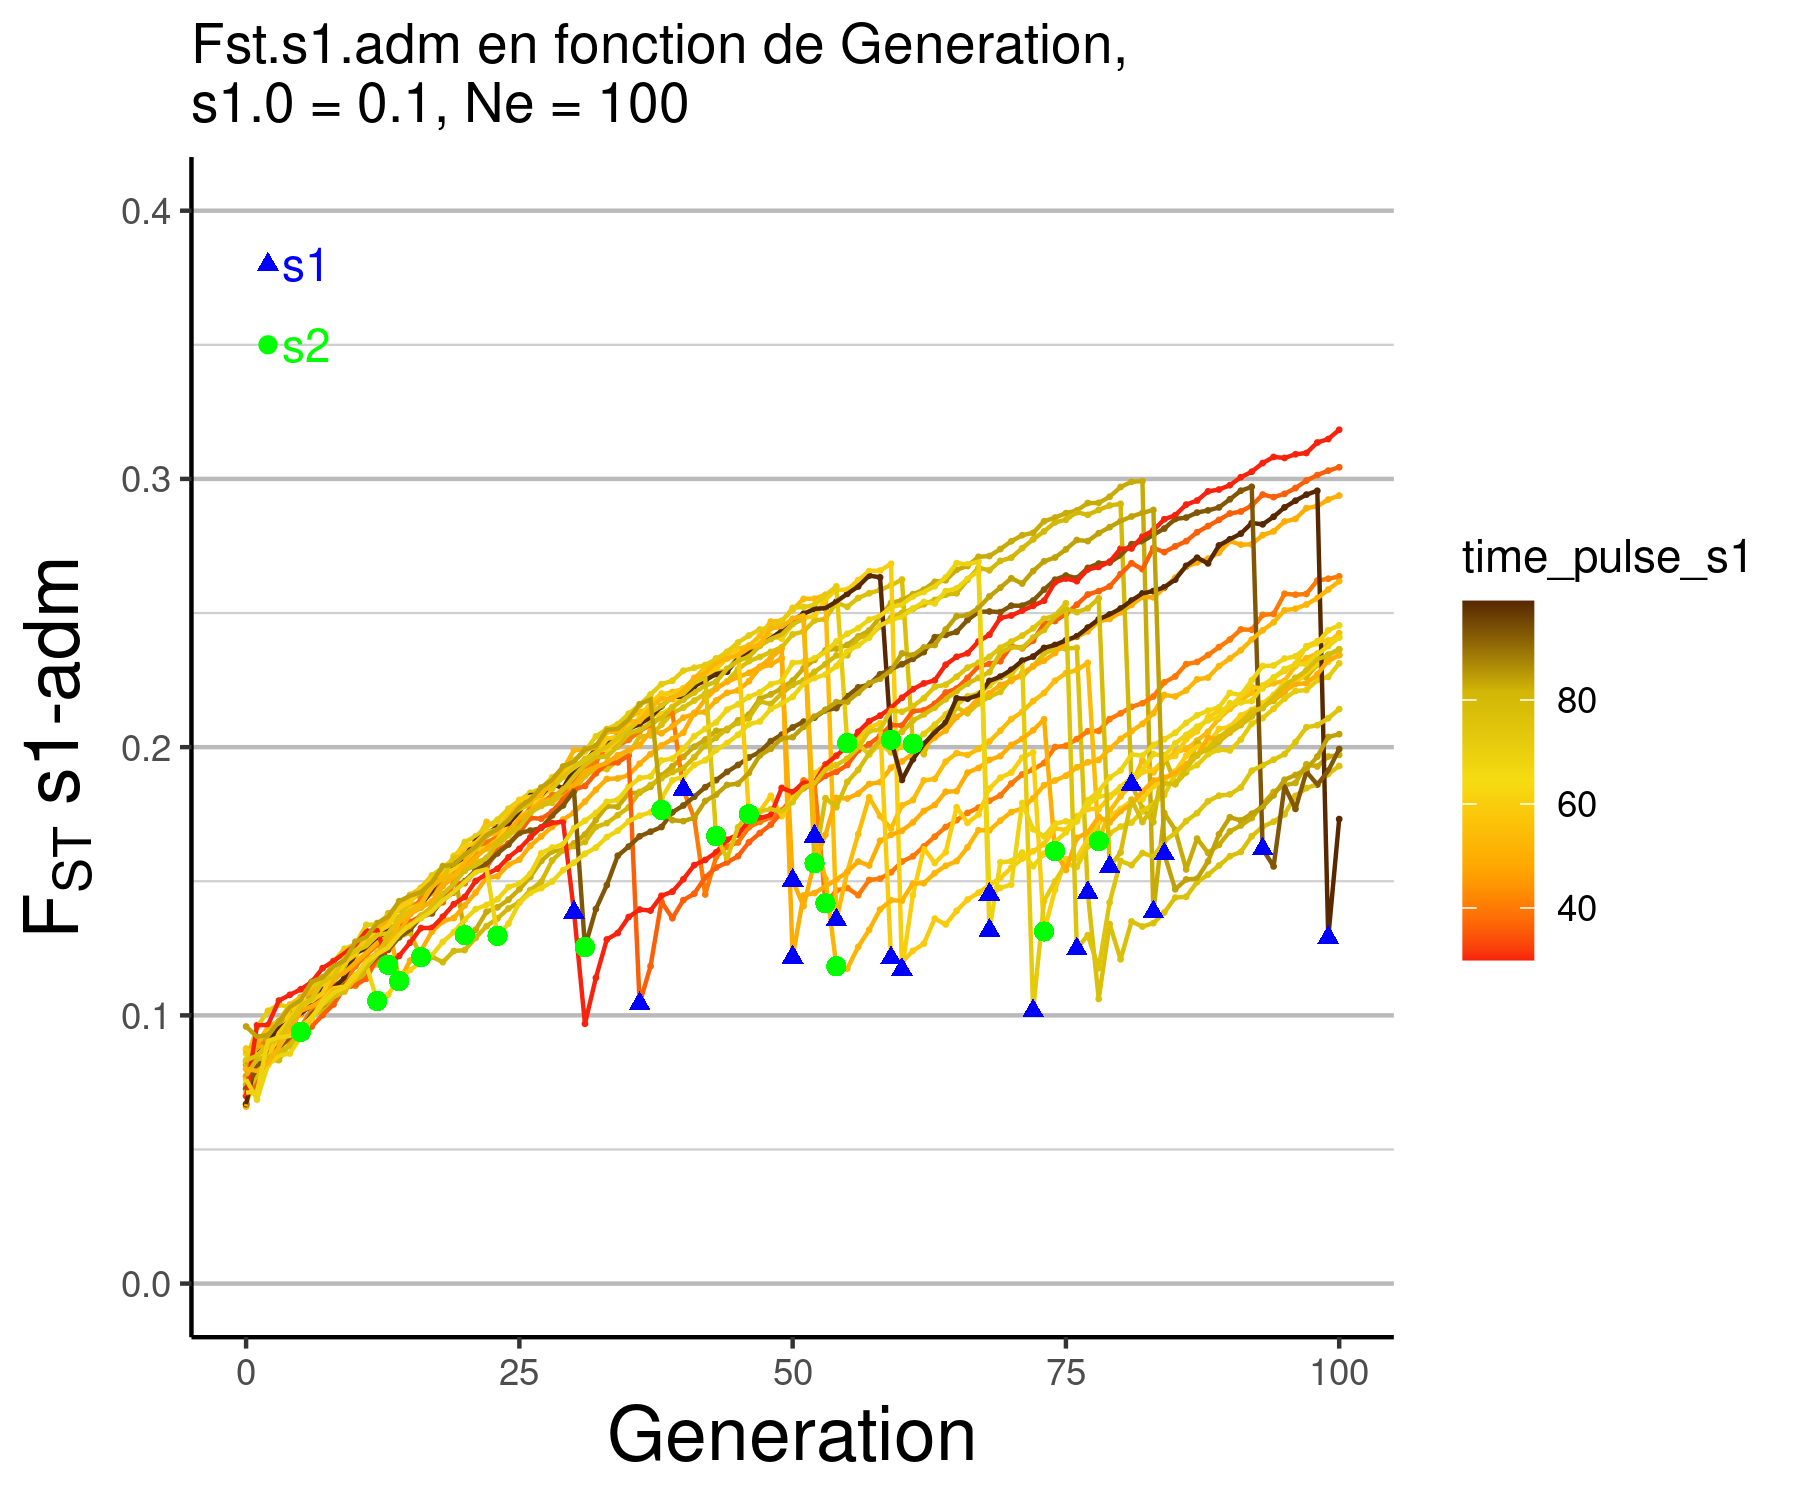 Fst.s1.adm en fonction de Generation,
s1.0 = 0.1, Ne = 100
0.4
s1
s2
0.3
0.2
0.1
0.0
FST s1-adm
0
25
50
75
100
Generation
time_pulse_s1
80
60
40